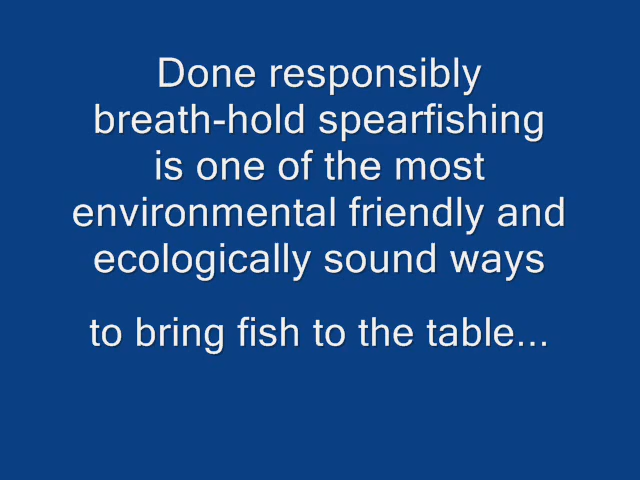 Done responsibly
breath-hold spearfishing
is one of the most
environmental friendly and
ecologically sound ways
to bring fish to the table...